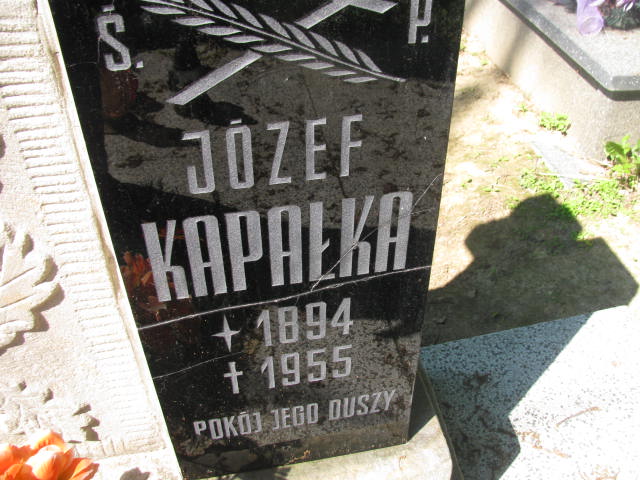 Ś. P.
JÓZEF
KAPAŁKA
1894
✝ 1955
POKÓJ JEGO DUSZY